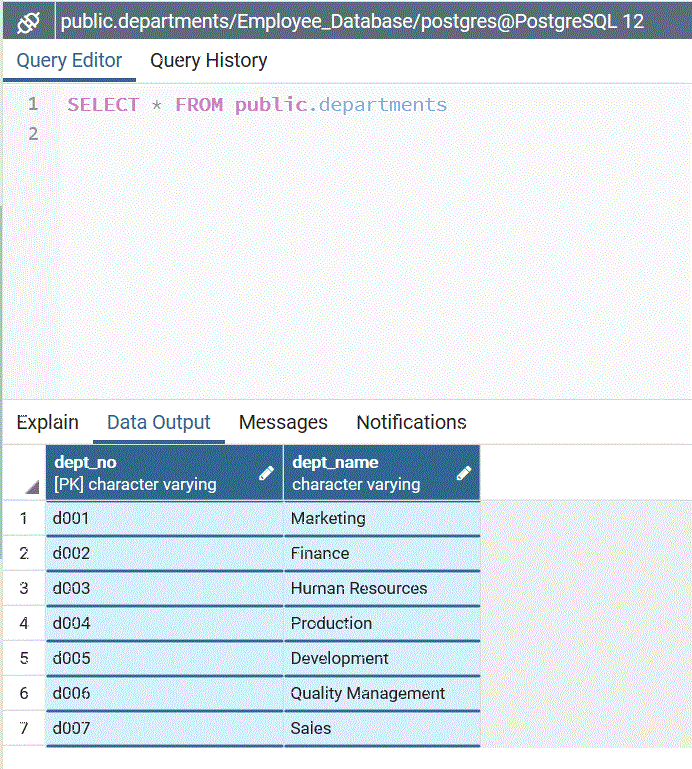 public.departments/Employee_Database/postgres@PostgreSQL 12
Query Editor Query History
1 SELECT * FROM public.departments
2
Explain Data Output Messages Notifications
dept_no dept_name
[PK] character varying character varying
1 d001 Marketing
2 d002 Finance
3 d003 Human Resources
4 d004 Production
5 d005 Development
6 d006 Quality Management
7 d007 Sales